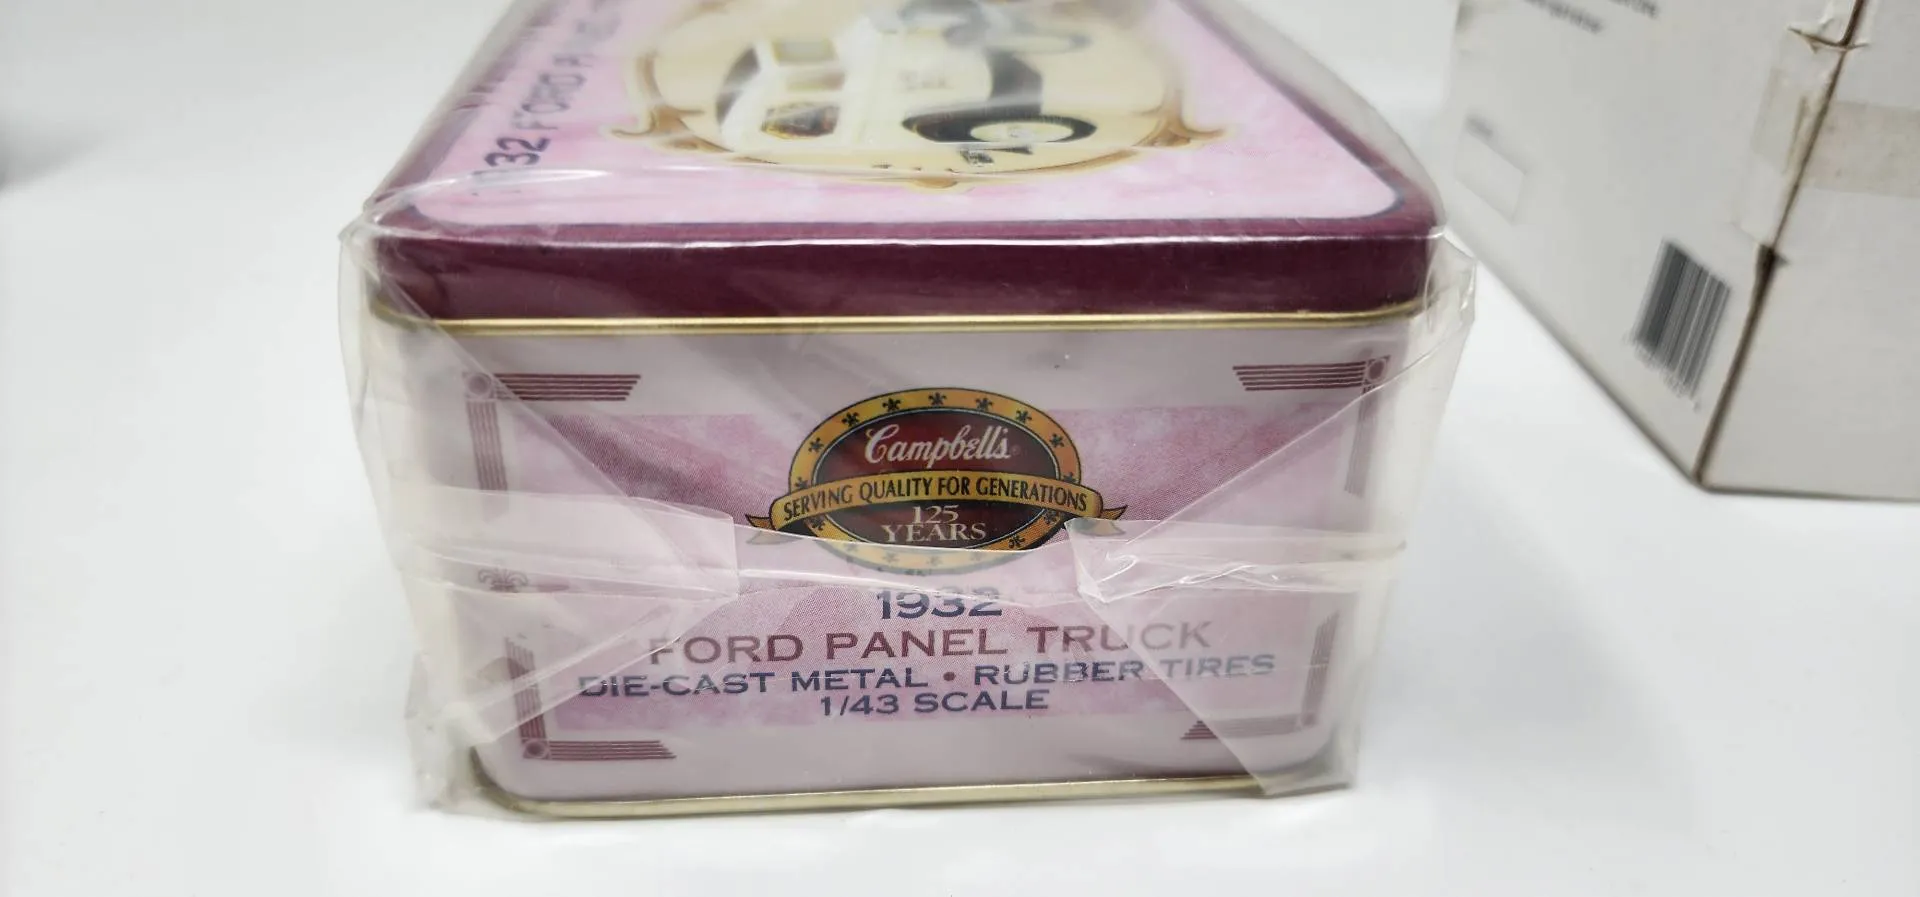 1932 FORD PANEL
Campbell's
SERVING QUALITY FOR GENERATIONS
125
YEARS
1932
FORD PANEL TRUCK
DIE-CAST METAL • RUBBER TIRES
1/43 SCALE